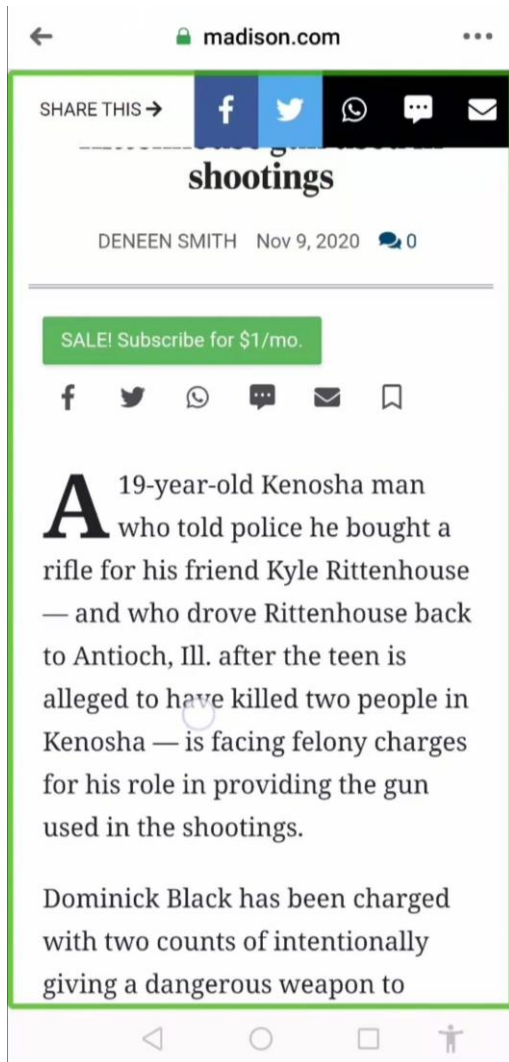 madison.com
SHARE THIS
shootings
DENEEN SMITH Nov 9, 2020 0
SALE! Subscribe for $1/mo.
A 19-year-old Kenosha man
who told police he bought a
rifle for his friend Kyle Rittenhouse
— and who drove Rittenhouse back
to Antioch, Ill. after the teen is
alleged to have killed two people in
Kenosha — is facing felony charges
for his role in providing the gun
used in the shootings.
Dominick Black has been charged
with two counts of intentionally
giving a dangerous weapon to